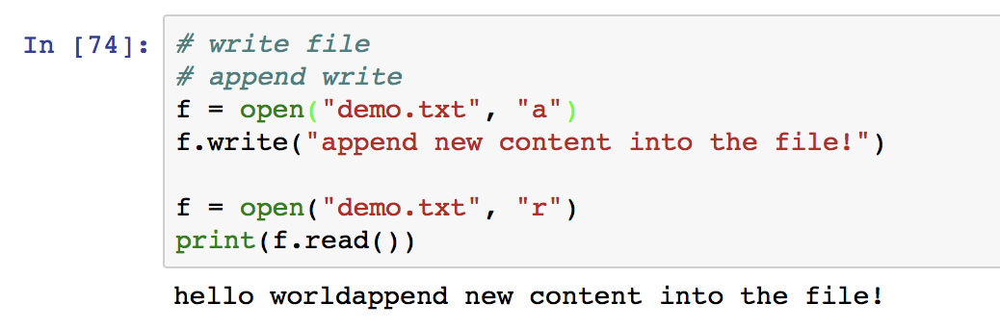 In [74]:
# write file
# append write
f = open("demo.txt", "a")
f.write("append new content into the file!")
f = open("demo.txt", "r")
print(f.read())
hello worldappend new content into the file!